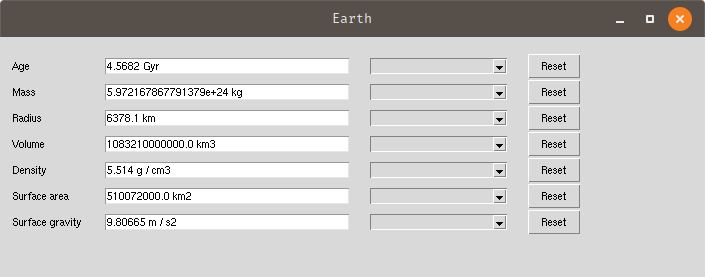 Earth
Age 4.5682 Gyr Reset
Mass 5.972167867791379e+24 kg Reset
Radius 6378.1 km Reset
Volume 1083210000000.0 km3 Reset
Density 5.514 g / cm3 Reset
Surface area 510072000.0 km2 Reset
Surface gravity 9.80665 m / s2 Reset